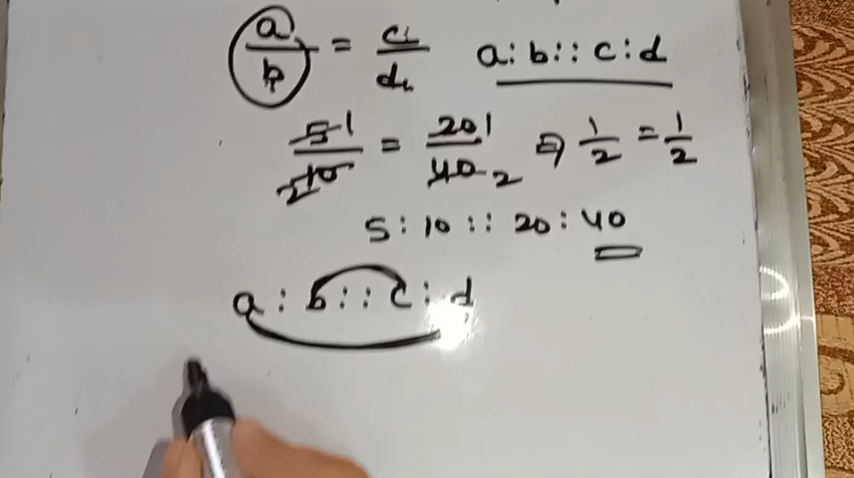 a/b = c/d a:b::c:d
5/10 1/2 = 20/40 1/2 ⇒ 1/2 = 1/2
5:10::20:40
a:b::c:d